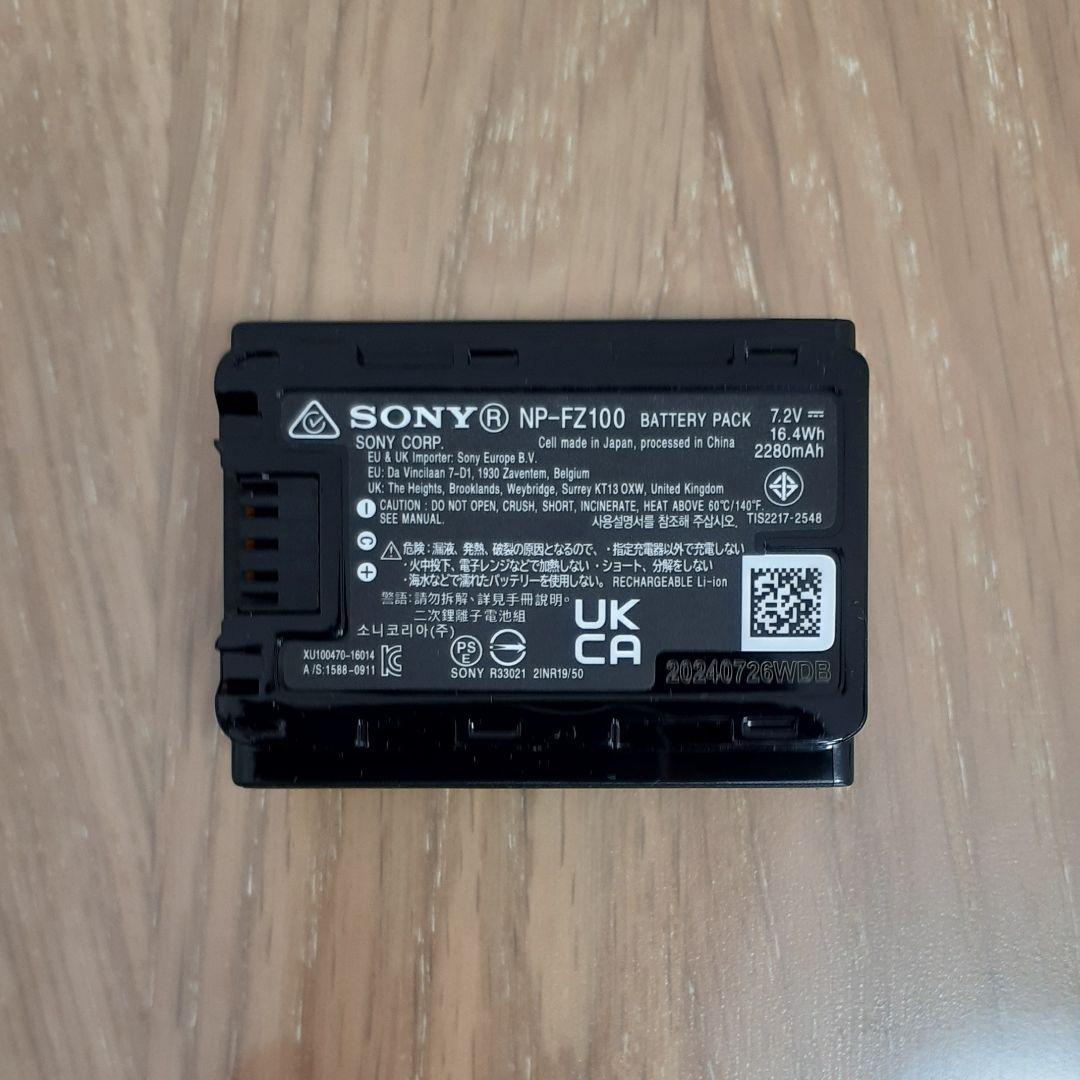 SONY® NP-FZ100 BATTERY PACK 7.2V
16.4Wh
2280mAh
SONY CORP. Cell made in Japan, processed in China
EU & UK Importer: Sony Europe B.V.
EU: Da Vincilaan 7-D1, 1930 Zaventem, Belgium
UK: The Heights, Brooklands, Weybridge, Surrey KT13 0XW, United Kingdom
CAUTION : DO NOT OPEN, CRUSH, SHORT, INCINERATE, HEAT ABOVE 60°C/140°F.
SEE MANUAL. 사용설명서를 참조해 주십시오. TIS2217-2548
C
危険：漏液、発熱、破裂の原因となるので、・指定充電器以外で充電しない
・火中投下、電子レンジなどで加熱しない ・ショート、分解をしない
・海水などで濡れたバッテリーを使用しない。 RECHARGEABLE Li-ion
警語：請勿拆解、詳見手冊說明。
二次鋰離子電池組
소니코리아(주)
UK
CA
XU100470-16014
A/S:1588-0911
PS
E
SONY R33021 2INR19/50
20240726WDB